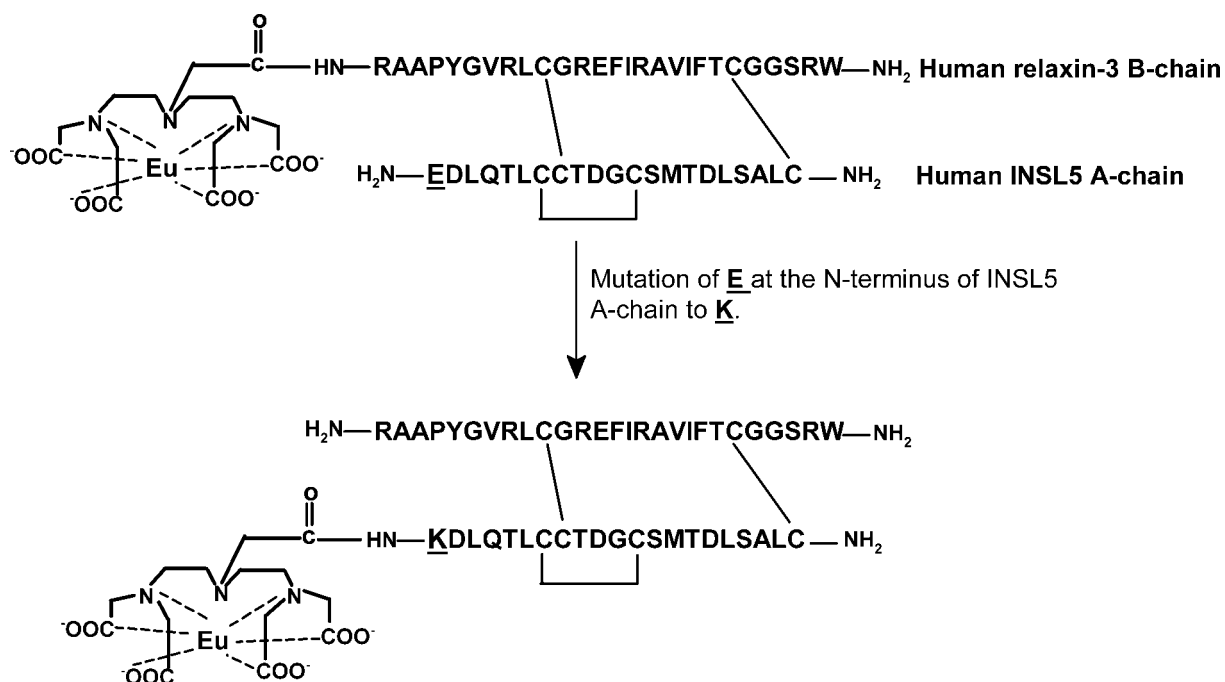 O
C HN RAAPYGVRLCGREFIRAVIFTCGGSRW NH₂ Human relaxin-3 B-chain
N N N
⁻OOC Eu COO⁻
H₂N EDLQTLCCTDGCSMTDLSALC NH₂ Human INSL5 A-chain
⁻OOC COO⁻
Mutation of E at the N-terminus of INSL5
A-chain to K.
H₂N RAAPYGVRLCGREFIRAVIFTCGGSRW NH₂
O
C HN KDLQTLCCTDGCSMTDLSALC NH₂
N N N
⁻OOC Eu COO⁻
⁻OOC COO⁻